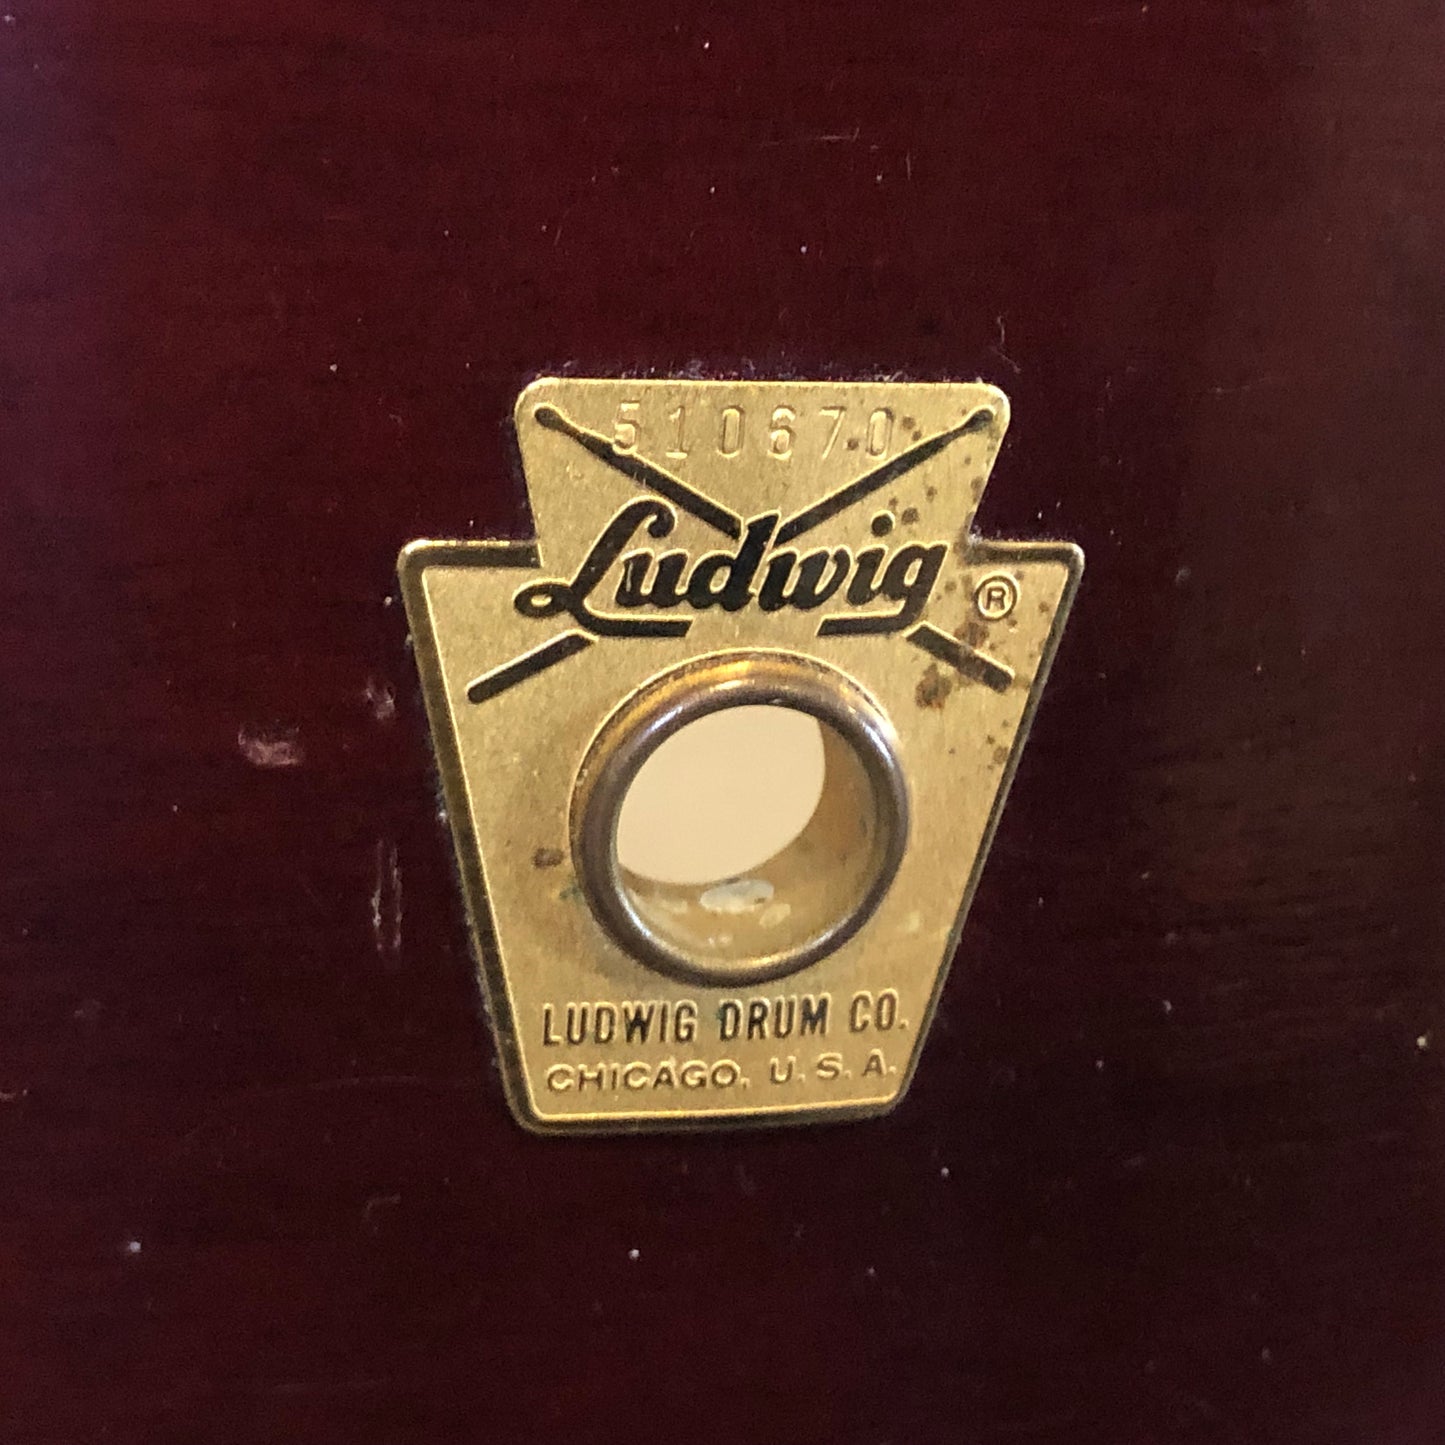 510670
Ludwig ®
LUDWIG DRUM CO.
CHICAGO, U.S.A.